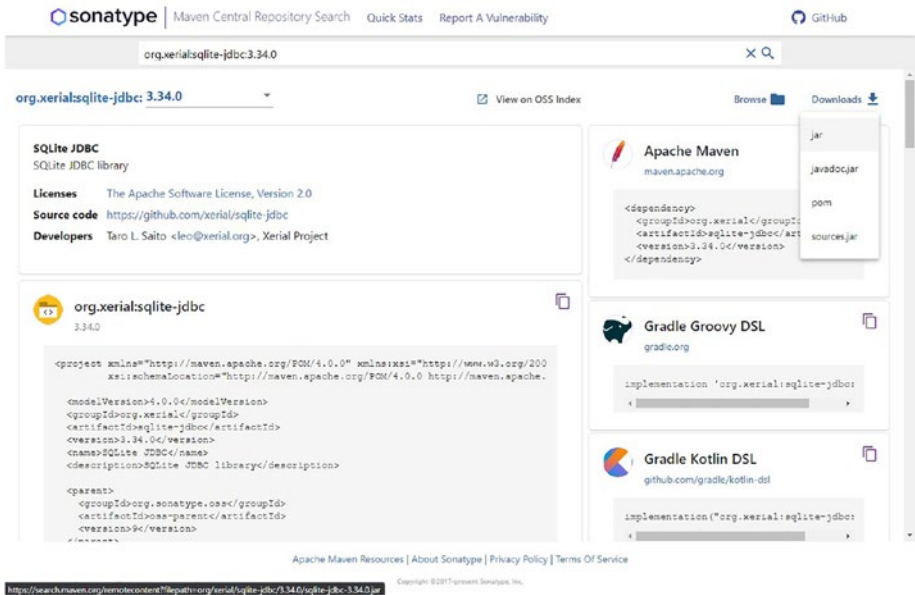 sonatype Maven Central Repository Search Quick Stats Report A Vulnerability GitHub
org.xerial:sqlite-jdbc:3.34.0
org.xerial:sqlite-jdbc: 3.34.0 View on OSS Index Browse Downloads
jar
javadoc.jar
pom
sources.jar
SQLite JDBC
SQLite JDBC library
Licenses The Apache Software License, Version 2.0
Source code https://github.com/xerial/sqlite-jdbc
Developers Taro L. Saito <leo@xerial.org>, Xerial Project
org.xerial:sqlite-jdbc
3.34.0
<project xmlns="http://maven.apache.org/POM/4.0.0" xmlns:xsi="http://www.w3.org/200
xsi:schemaLocation="http://maven.apache.org/POM/4.0.0 http://maven.apache.
<modelVersion>4.0.0</modelVersion>
<groupId>org.xerial</groupId>
<artifactId>sqlite-jdbc</artifactId>
<version>3.34.0</version>
<name>SQLite JDBC</name>
<description>SQLite JDBC library</description>
<parent>
<groupId>org.sonatype.oss</groupId>
<artifactId>oss-parent</artifactId>
<version>9</version>
</parent>
Apache Maven
maven.apache.org
<dependency>
<groupId>org.xerial</groupI
<artifactId>sqlite-jdbc</art
<version>3.34.0</version>
</dependency>
Gradle Groovy DSL
gradle.org
implementation 'org.xerial:sqlite-jdbc:
Gradle Kotlin DSL
github.com/gradle/kotlin-dsl
implementation("org.xerial:sqlite-jdbc:
Apache Maven Resources | About Sonatype | Privacy Policy | Terms Of Service
Copyright ©2017-present Sonatype, Inc.
https://search.maven.org/remotecontent?filepath=org/xerial/sqlite-jdbc/3.34.0/sqlite-jdbc-3.34.0.jar